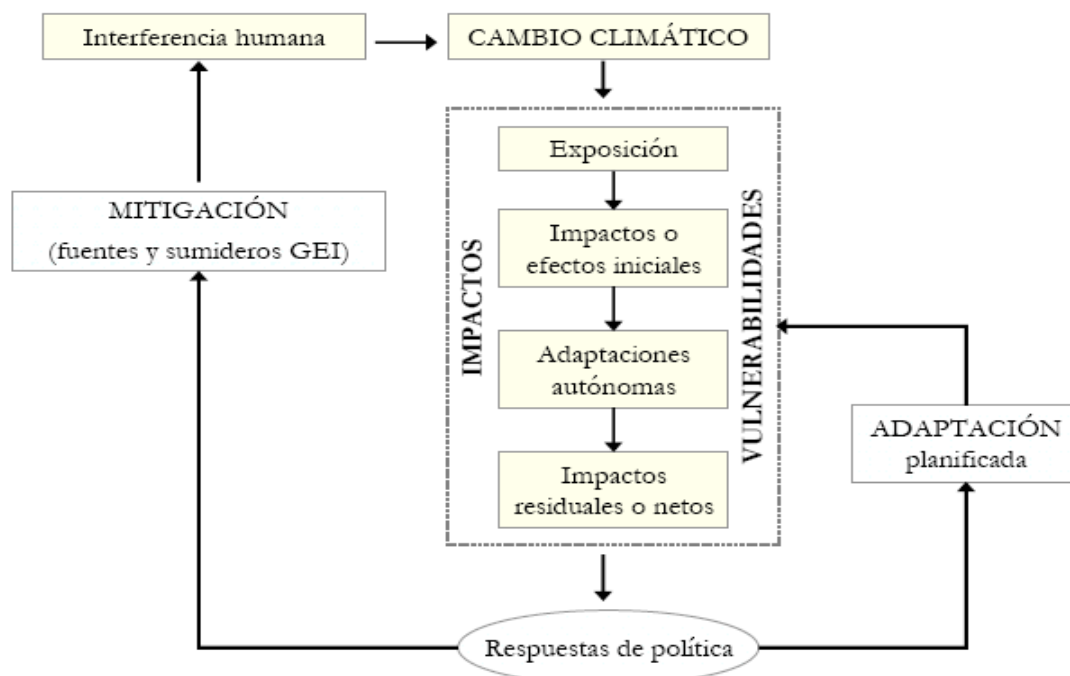 Interferencia humana
CAMBIO CLIMÁTICO
Exposición
MITIGACIÓN
(fuentes y sumideros GEI)
IMPACTOS
Impactos o
efectos iniciales
VULNERABILIDADES
Adaptaciones
autónomas
ADAPTACIÓN
planificada
Impactos
residuales o netos
Respuestas de política